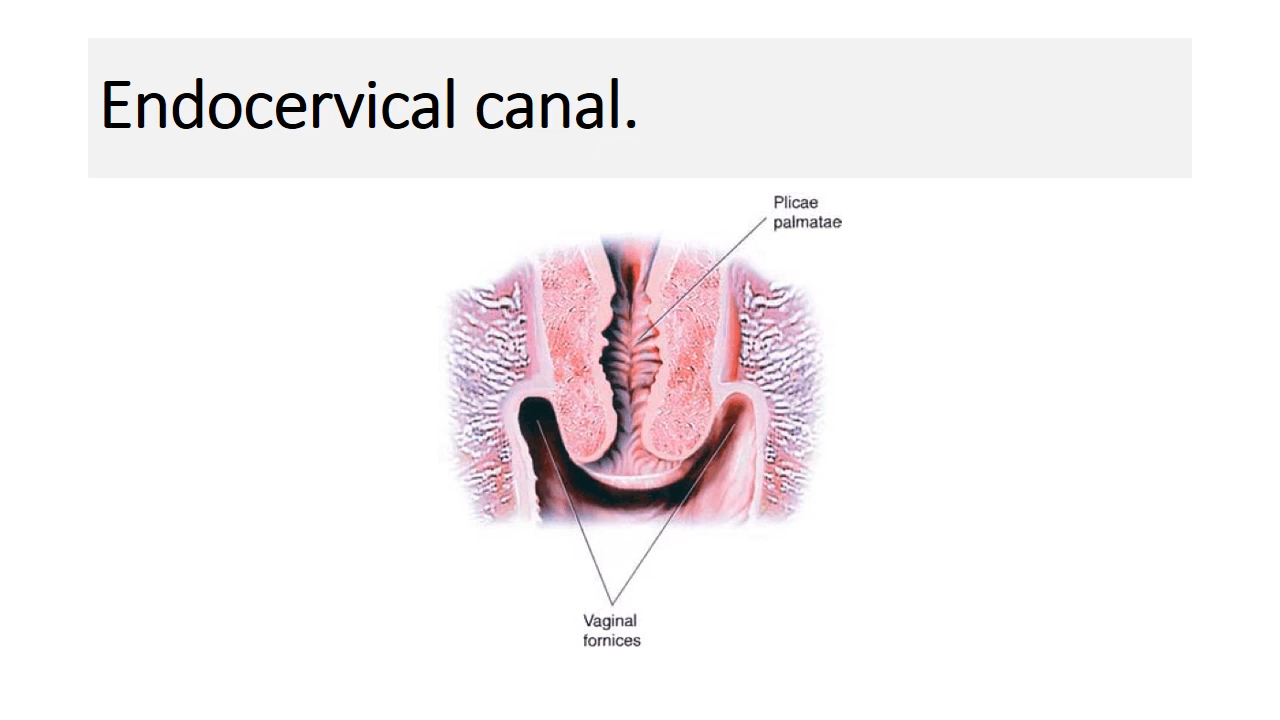 Endocervical canal.
Plicae
palmatae
Vaginal
fornices